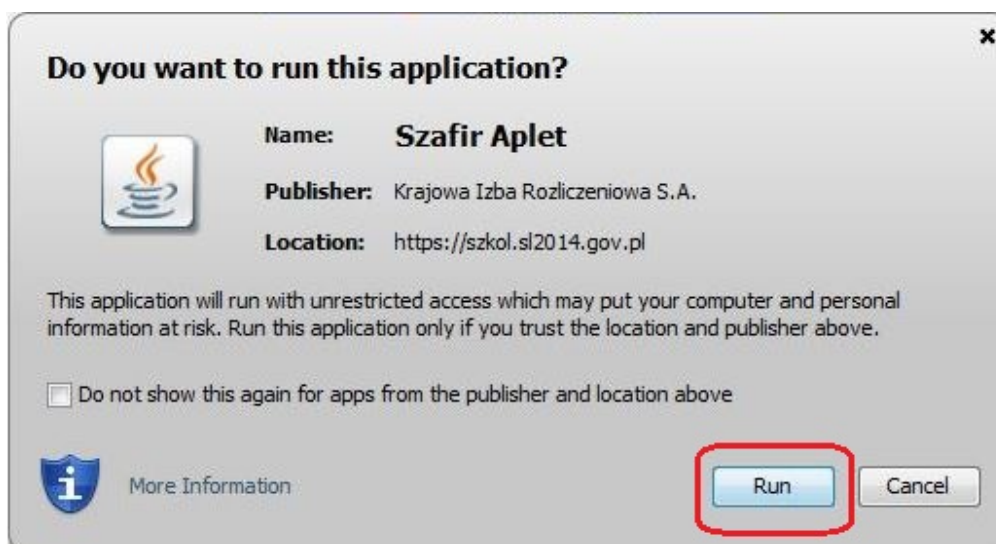 Do you want to run this application?
Name: Szafir Aplet
Publisher: Krajowa Izba Rozliczeniowa S.A.
Location: https://szkol.sl2014.gov.pl
This application will run with unrestricted access which may put your computer and personal
information at risk. Run this application only if you trust the location and publisher above.
Do not show this again for apps from the publisher and location above
More Information
Run Cancel